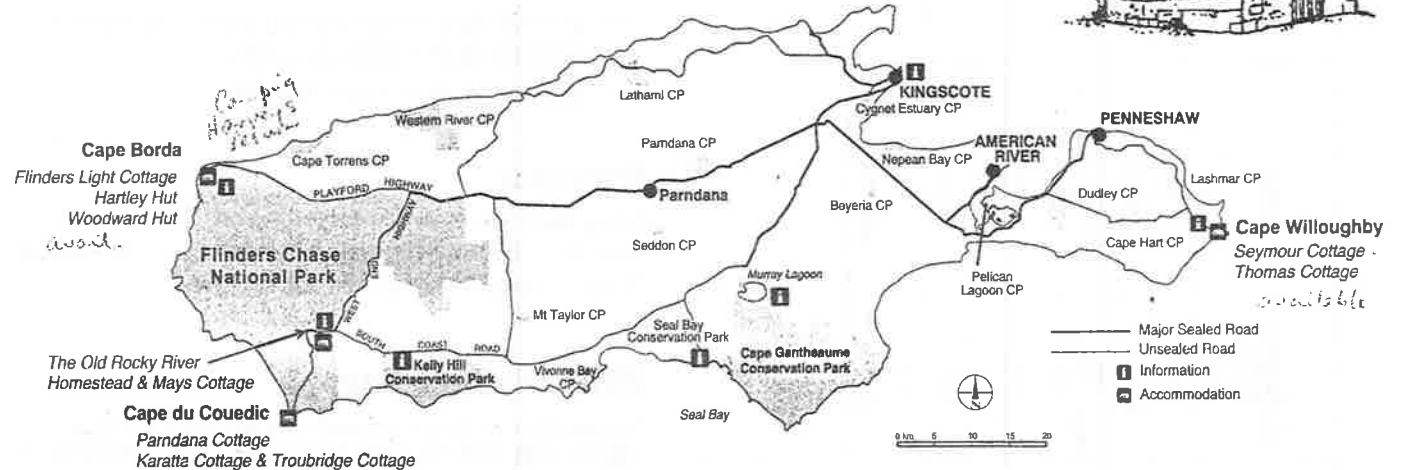 KINGSCOTE
Lathami CP
Cygnet Estuary CP
Western River CP
PENNESHAW
AMERICAN
RIVER
Cape Borda
Parndana CP
Cape Torrens CP
Nepean Bay CP
Flinders Light Cottage
Hartley Hut
Woodward Hut
avail.
PLAYFORD HIGHWAY
Parndana
Lashmar CP
Dudley CP
Beyeria CP
Cape Willoughby
Seymour Cottage
Thomas Cottage
available
Cape Hart CP
Seddon CP
Flinders Chase
National Park
WEST END HIGHWAY
Murray Lagoon
Pelican
Lagoon CP
Mt Taylor CP
Seal Bay
Conservation Park
Major Sealed Road
Unsealed Road
Information
Accommodation
The Old Rocky River
Homestead & Mays Cottage
SOUTH COAST ROAD
Kelly Hill
Conservation Park
Vivonne Bay
CP
Cape Gantheaume
Conservation Park
Cape du Couedic
Parndana Cottage
Karatta Cottage & Troubridge Cottage
Seal Bay
N
0 km. 5 10 15 20